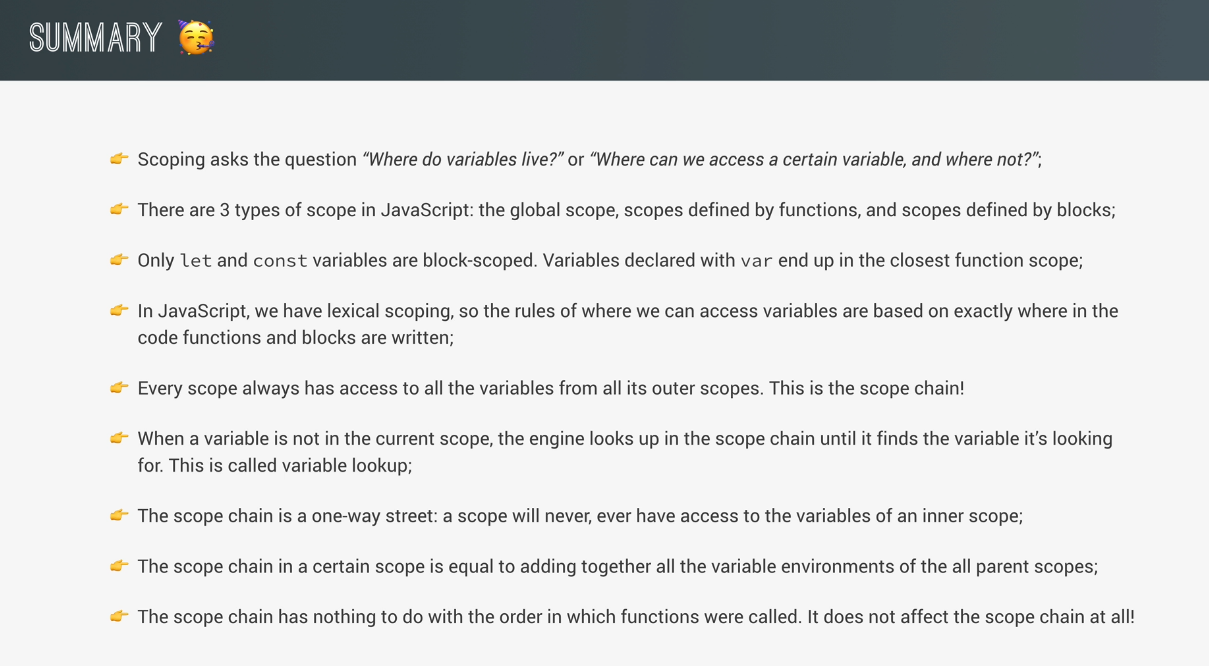 SUMMARY 🥳
👉 Scoping asks the question “Where do variables live?” or “Where can we access a certain variable, and where not?”;
👉 There are 3 types of scope in JavaScript: the global scope, scopes defined by functions, and scopes defined by blocks;
👉 Only let and const variables are block-scoped. Variables declared with var end up in the closest function scope;
👉 In JavaScript, we have lexical scoping, so the rules of where we can access variables are based on exactly where in the
code functions and blocks are written;
👉 Every scope always has access to all the variables from all its outer scopes. This is the scope chain!
👉 When a variable is not in the current scope, the engine looks up in the scope chain until it finds the variable it’s looking
for. This is called variable lookup;
👉 The scope chain is a one-way street: a scope will never, ever have access to the variables of an inner scope;
👉 The scope chain in a certain scope is equal to adding together all the variable environments of the all parent scopes;
👉 The scope chain has nothing to do with the order in which functions were called. It does not affect the scope chain at all!